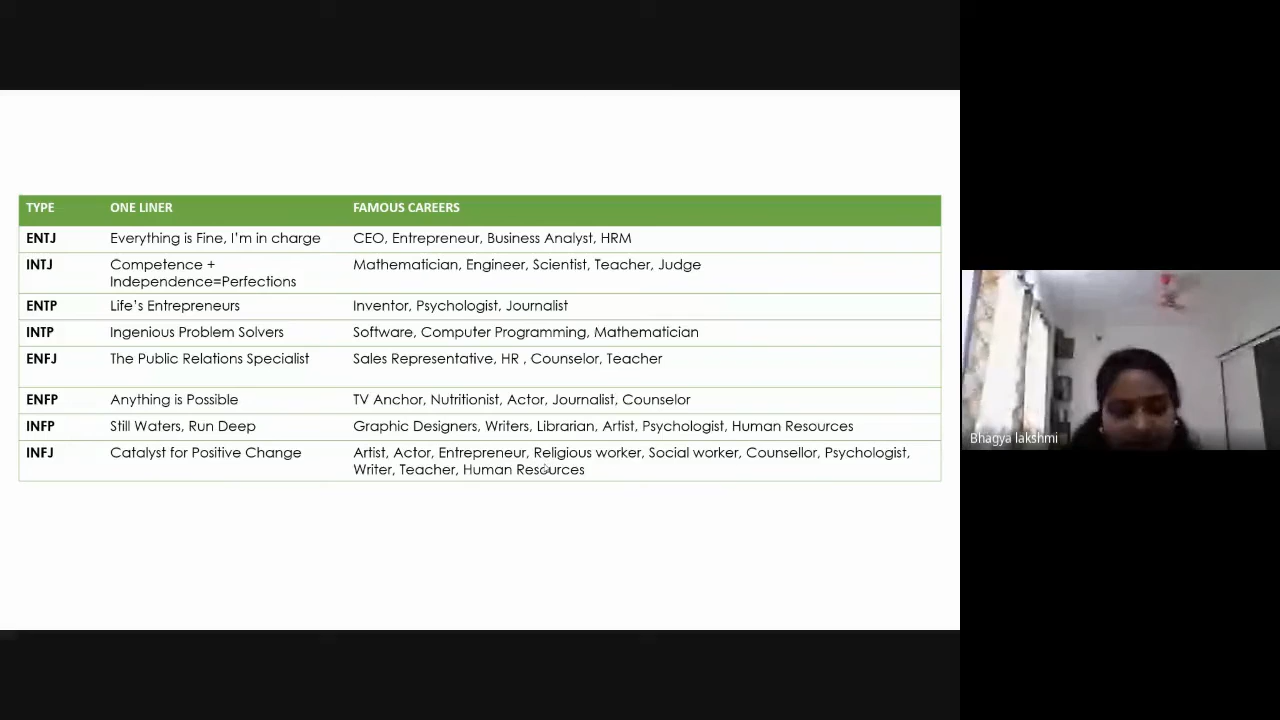 TYPE ONE LINER FAMOUS CAREERS
ENTJ Everything is Fine, I'm in charge CEO, Entrepreneur, Business Analyst, HRM
INTJ Competence + Mathematician, Engineer, Scientist, Teacher, Judge
Independence=Perfections
ENTP Life's Entrepreneurs Inventor, Psychologist, Journalist
INTP Ingenious Problem Solvers Software, Computer Programming, Mathematician
ENFJ The Public Relations Specialist Sales Representative, HR , Counselor, Teacher
ENFP Anything is Possible TV Anchor, Nutritionist, Actor, Journalist, Counselor
INFP Still Waters, Run Deep Graphic Designers, Writers, Librarian, Artist, Psychologist, Human Resources
INFJ Catalyst for Positive Change Artist, Actor, Entrepreneur, Religious worker, Social worker, Counsellor, Psychologist,
Writer, Teacher, Human Resources
Bhagya lakshmi